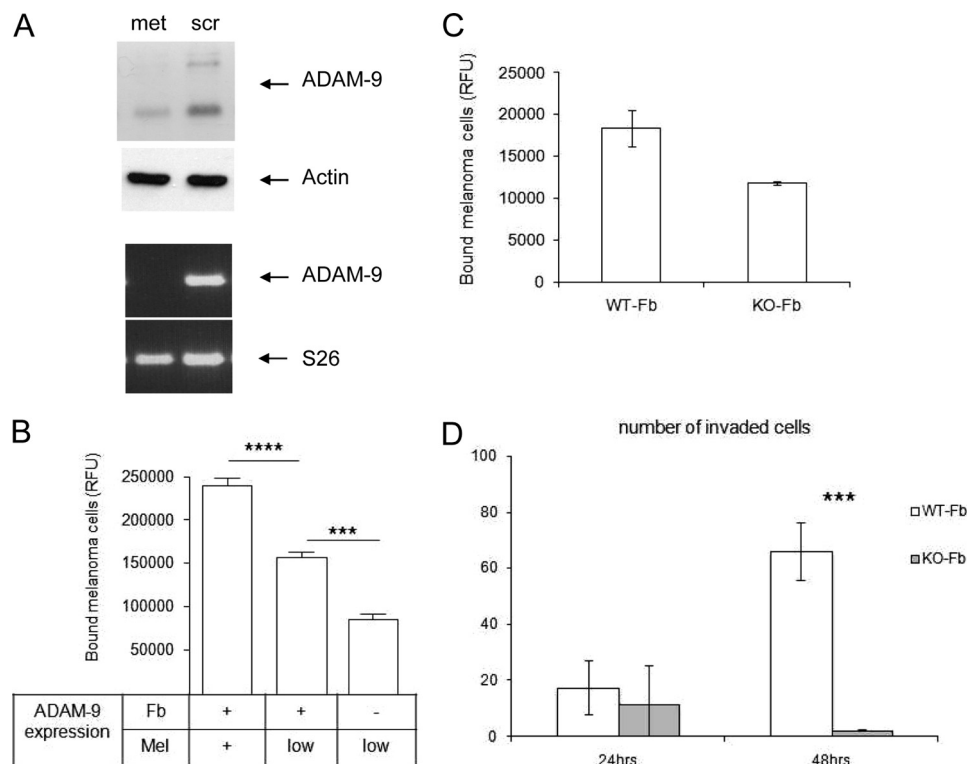 A
met scr
ADAM-9
Actin
ADAM-9
S26
B
Bound melanoma cells (RFU)
250000
200000
150000
100000
50000
****
***
ADAM-9 expression
Fb + + -
Mel + low low
C
Bound melanoma cells (RFU)
25000
20000
15000
10000
5000
0
WT-Fb KO-Fb
D
number of invaded cells
100
80
60
40
20
0
***
WT-Fb
KO-Fb
24hrs 48hrs